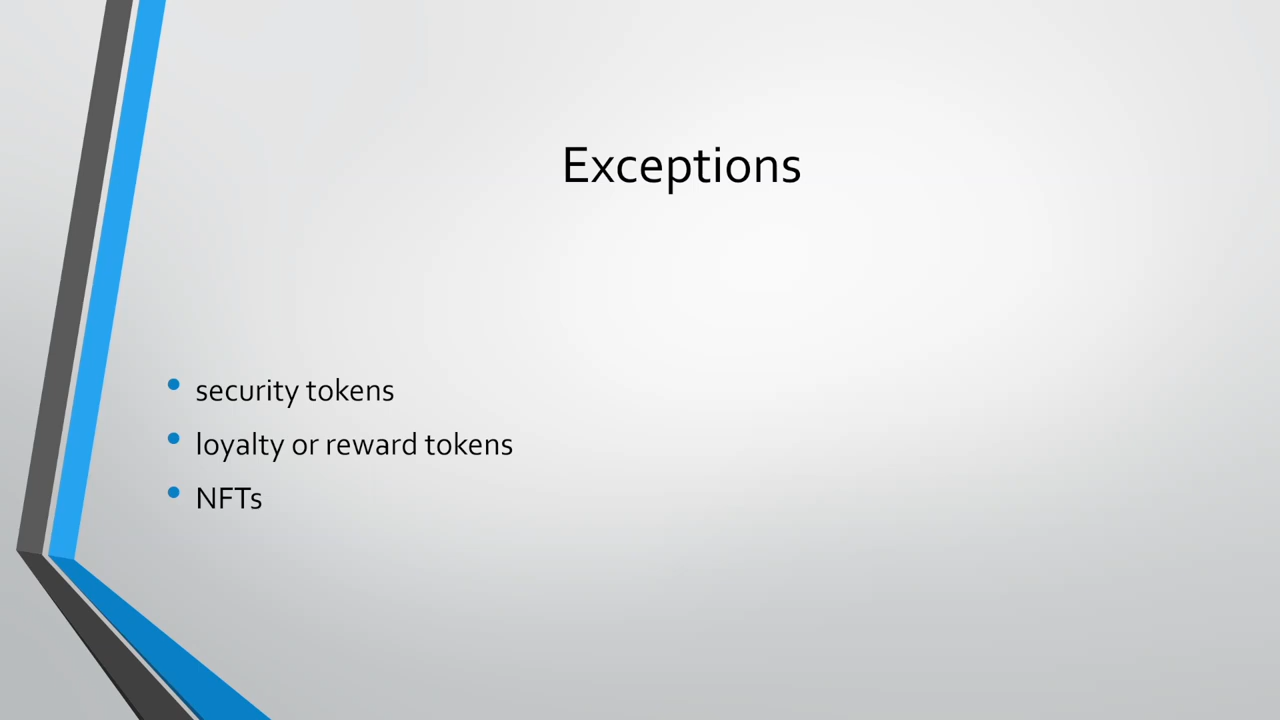 Exceptions
• security tokens
• loyalty or reward tokens
• NFTs